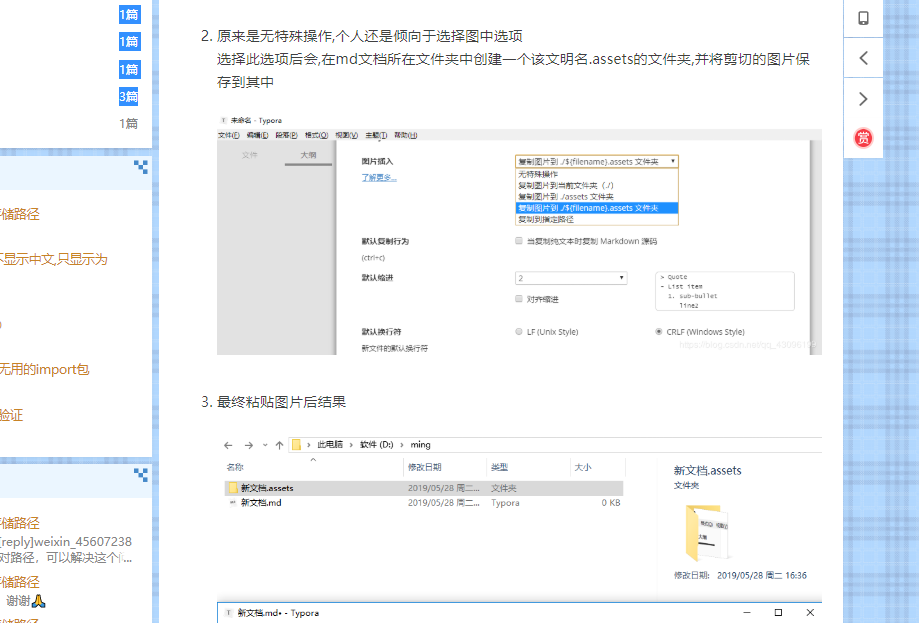 1篇
1篇
1篇
3篇
1篇
储路径
不显示中文,只显示为
无用的import包
验证
储路径
[reply]weixin_45607238
对路径，可以解决这个f...
储路径
谢谢🙏
2. 原来是无特殊操作,个人还是倾向于选择图中选项
选择此选项后会,在md文档所在文件夹中创建一个该文明名.assets的文件夹,并将剪切的图片保
存到其中
未命名 - Typora
文件(F) 编辑(E) 段落(P) 格式(O) 视图(V) 主题(T) 帮助(H)
文件 大纲
图片插入
了解更多...
复制图片到 ./${filename}.assets 文件夹
无特殊操作
复制图片到当前文件夹（./）
复制图片到 ./assets 文件夹
复制图片到 ./${filename}.assets 文件夹
复制到指定路径
默认复制行为
(ctrl+c)
当复制纯文本时复制 Markdown 源码
默认缩进
2
对齐缩进
> Quote
- List item
1. sub-bullet
line2
默认换行符
新文件的默认换行符
LF (Unix Style)
CRLF (Windows Style)
3. 最终粘贴图片后结果
此电脑 › 软件 (D:) › ming
名称 修改日期 类型 大小
新文档.assets 2019/05/28 周二... 文件夹
新文档.md 2019/05/28 周二... Typora 0 KB
新文档.assets
文件夹
修改日期: 2019/05/28 周二 16:36
新文档.md• - Typora
赏